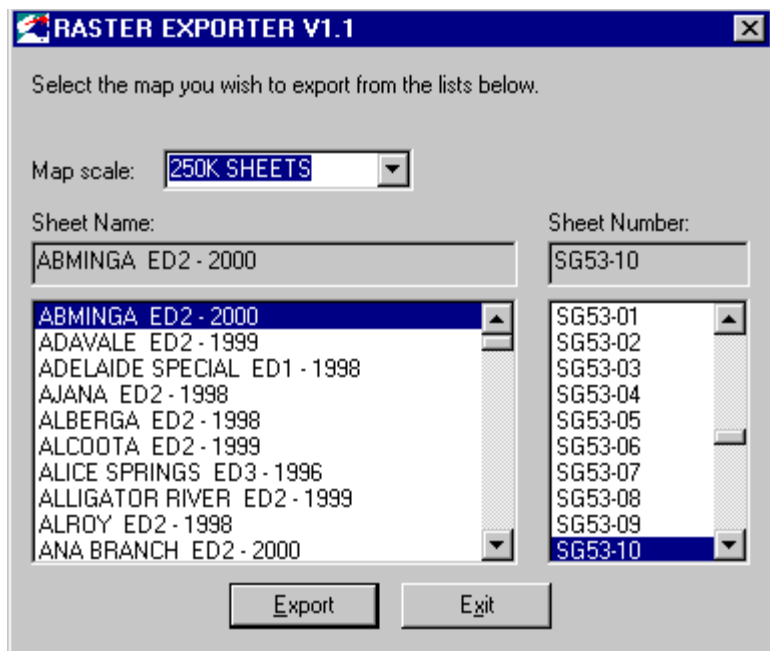 RASTER EXPORTER V1.1
Select the map you wish to export from the lists below.
Map scale: 250K SHEETS
Sheet Name:
ABMINGA ED2 - 2000
ABMINGA ED2 - 2000
ADAVALE ED2 - 1999
ADELAIDE SPECIAL ED1 - 1998
AJANA ED2 - 1998
ALBERGA ED2 - 1998
ALCOOTA ED2 - 1999
ALICE SPRINGS ED3 - 1996
ALLIGATOR RIVER ED2 - 1999
ALROY ED2 - 1998
ANA BRANCH ED2 - 2000
Sheet Number:
SG53-10
SG53-01
SG53-02
SG53-03
SG53-04
SG53-05
SG53-06
SG53-07
SG53-08
SG53-09
SG53-10
Export
Exit